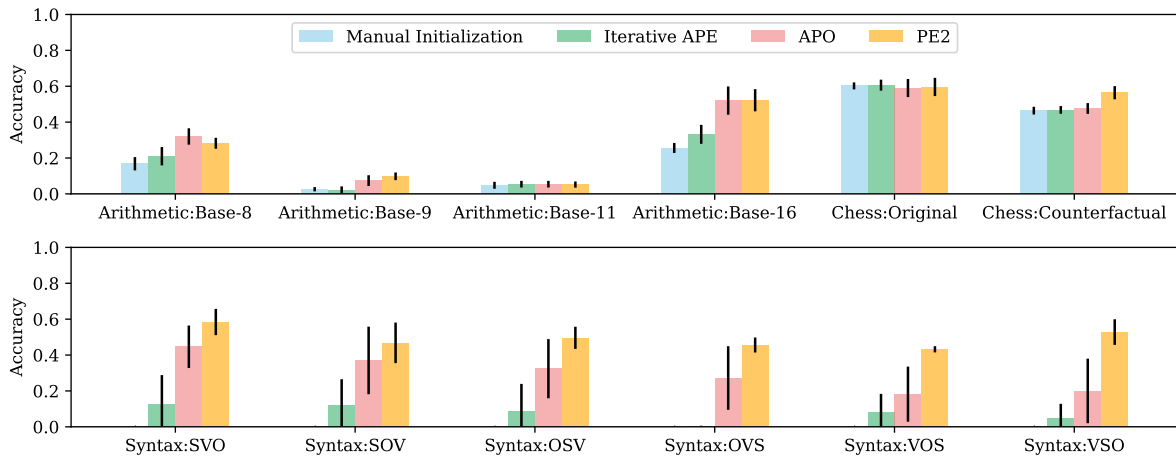 1.0
0.8
0.6
0.4
0.2
0.0
Accuracy
Manual Initialization Iterative APE APO PE2
Arithmetic:Base-8 Arithmetic:Base-9 Arithmetic:Base-11 Arithmetic:Base-16 Chess:Original Chess:Counterfactual
1.0
0.8
0.6
0.4
0.2
0.0
Accuracy
Syntax:SVO Syntax:SOV Syntax:OSV Syntax:OVS Syntax:VOS Syntax:VSO